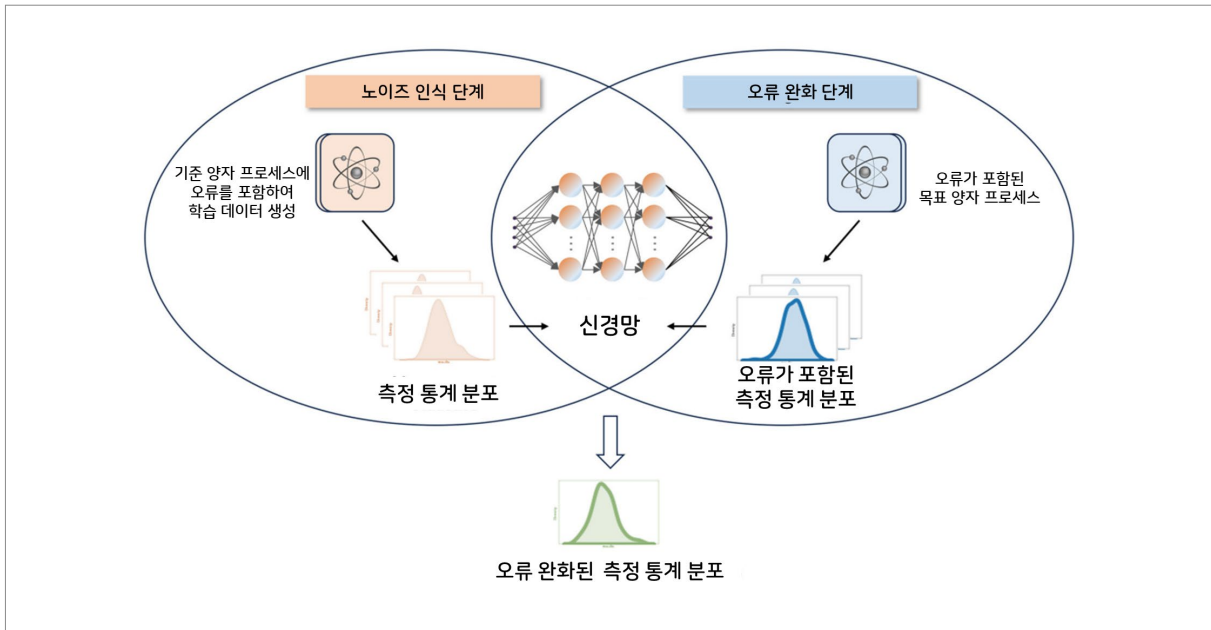 노이즈 인식 단계
오류 완화 단계
기준 양자 프로세스에
오류를 포함하여
학습 데이터 생성
오류가 포함된
목표 양자 프로세스
신경망
측정 통계 분포
오류가 포함된
측정 통계 분포
오류 완화된 측정 통계 분포